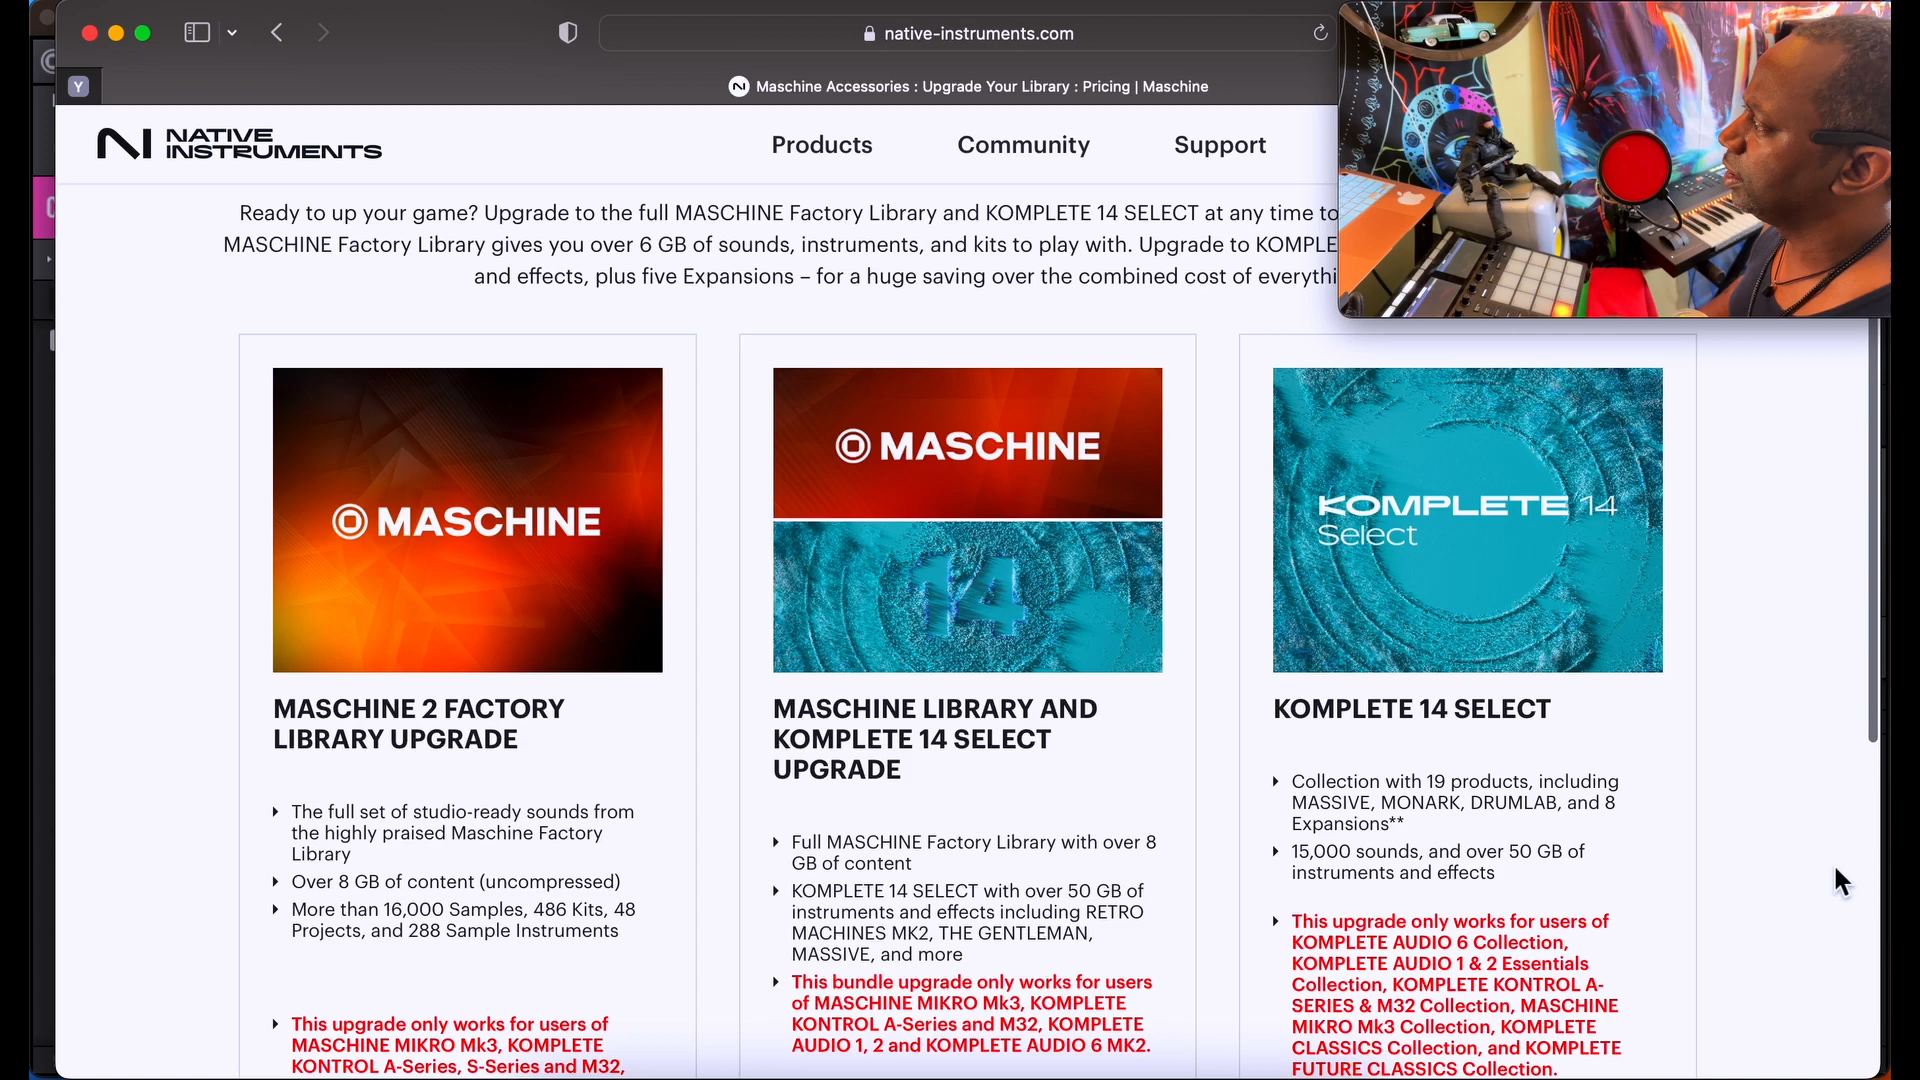 native-instruments.com
Y
Maschine Accessories : Upgrade Your Library : Pricing | Maschine
NATIVE
INSTRUMENTS
Products
Community
Support
Ready to up your game? Upgrade to the full MASCHINE Factory Library and KOMPLETE 14 SELECT at any time to
MASCHINE Factory Library gives you over 6 GB of sounds, instruments, and kits to play with. Upgrade to KOMPLE
and effects, plus five Expansions – for a huge saving over the combined cost of everythi
MASCHINE
MASCHINE 2 FACTORY
LIBRARY UPGRADE
The full set of studio-ready sounds from
the highly praised Maschine Factory
Library
Over 8 GB of content (uncompressed)
More than 16,000 Samples, 486 Kits, 48
Projects, and 288 Sample Instruments
This upgrade only works for users of
MASCHINE MIKRO Mk3, KOMPLETE
KONTROL A-Series, S-Series and M32,
MASCHINE
14
MASCHINE LIBRARY AND
KOMPLETE 14 SELECT
UPGRADE
Full MASCHINE Factory Library with over 8
GB of content
KOMPLETE 14 SELECT with over 50 GB of
instruments and effects including RETRO
MACHINES MK2, THE GENTLEMAN,
MASSIVE, and more
This bundle upgrade only works for users
of MASCHINE MIKRO Mk3, KOMPLETE
KONTROL A-Series and M32, KOMPLETE
AUDIO 1, 2 and KOMPLETE AUDIO 6 MK2.
KOMPLETE 14
Select
KOMPLETE 14 SELECT
Collection with 19 products, including
MASSIVE, MONARK, DRUMLAB, and 8
Expansions**
15,000 sounds, and over 50 GB of
instruments and effects
This upgrade only works for users of
KOMPLETE AUDIO 6 Collection,
KOMPLETE AUDIO 1 & 2 Essentials
Collection, KOMPLETE KONTROL A-
SERIES & M32 Collection, MASCHINE
MIKRO Mk3 Collection, KOMPLETE
CLASSICS Collection, and KOMPLETE
FUTURE CLASSICS Collection.